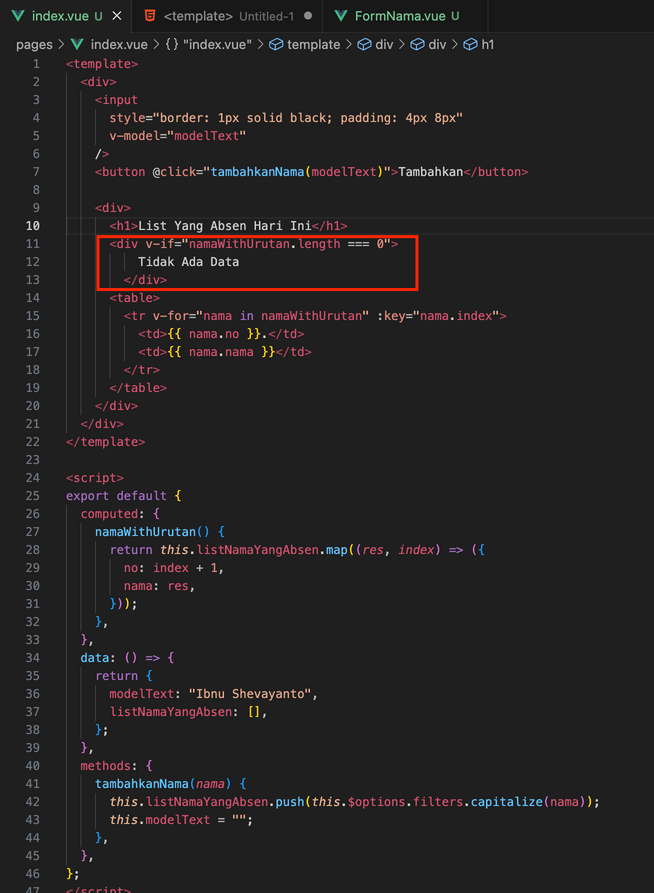 index.vue U
<template> Untitled-1
FormNama.vue U
pages > index.vue > {} "index.vue" > template > div > div > h1
1 <template>
2 <div>
3 <input
4 style="border: 1px solid black; padding: 4px 8px"
5 v-model="modelText"
6 />
7 <button @click="tambahkanNama(modelText)">Tambahkan</button>
8
9 <div>
10 <h1>List Yang Absen Hari Ini</h1>
11 <div v-if="namaWithUrutan.length === 0">
12 Tidak Ada Data
13 </div>
14 <table>
15 <tr v-for="nama in namaWithUrutan" :key="nama.index">
16 <td>{{ nama.no }}.</td>
17 <td>{{ nama.nama }}</td>
18 </tr>
19 </table>
20 </div>
21 </div>
22 </template>
23
24 <script>
25 export default {
26 computed: {
27 namaWithUrutan() {
28 return this.listNamaYangAbsen.map((res, index) => ({
29 no: index + 1,
30 nama: res,
31 }));
32 },
33 },
34 data: () => {
35 return {
36 modelText: "Ibnu Shevayanto",
37 listNamaYangAbsen: [],
38 };
39 },
40 methods: {
41 tambahkanNama(nama) {
42 this.listNamaYangAbsen.push(this.$options.filters.capitalize(nama));
43 this.modelText = "";
44 },
45 },
46 };
47 </script>